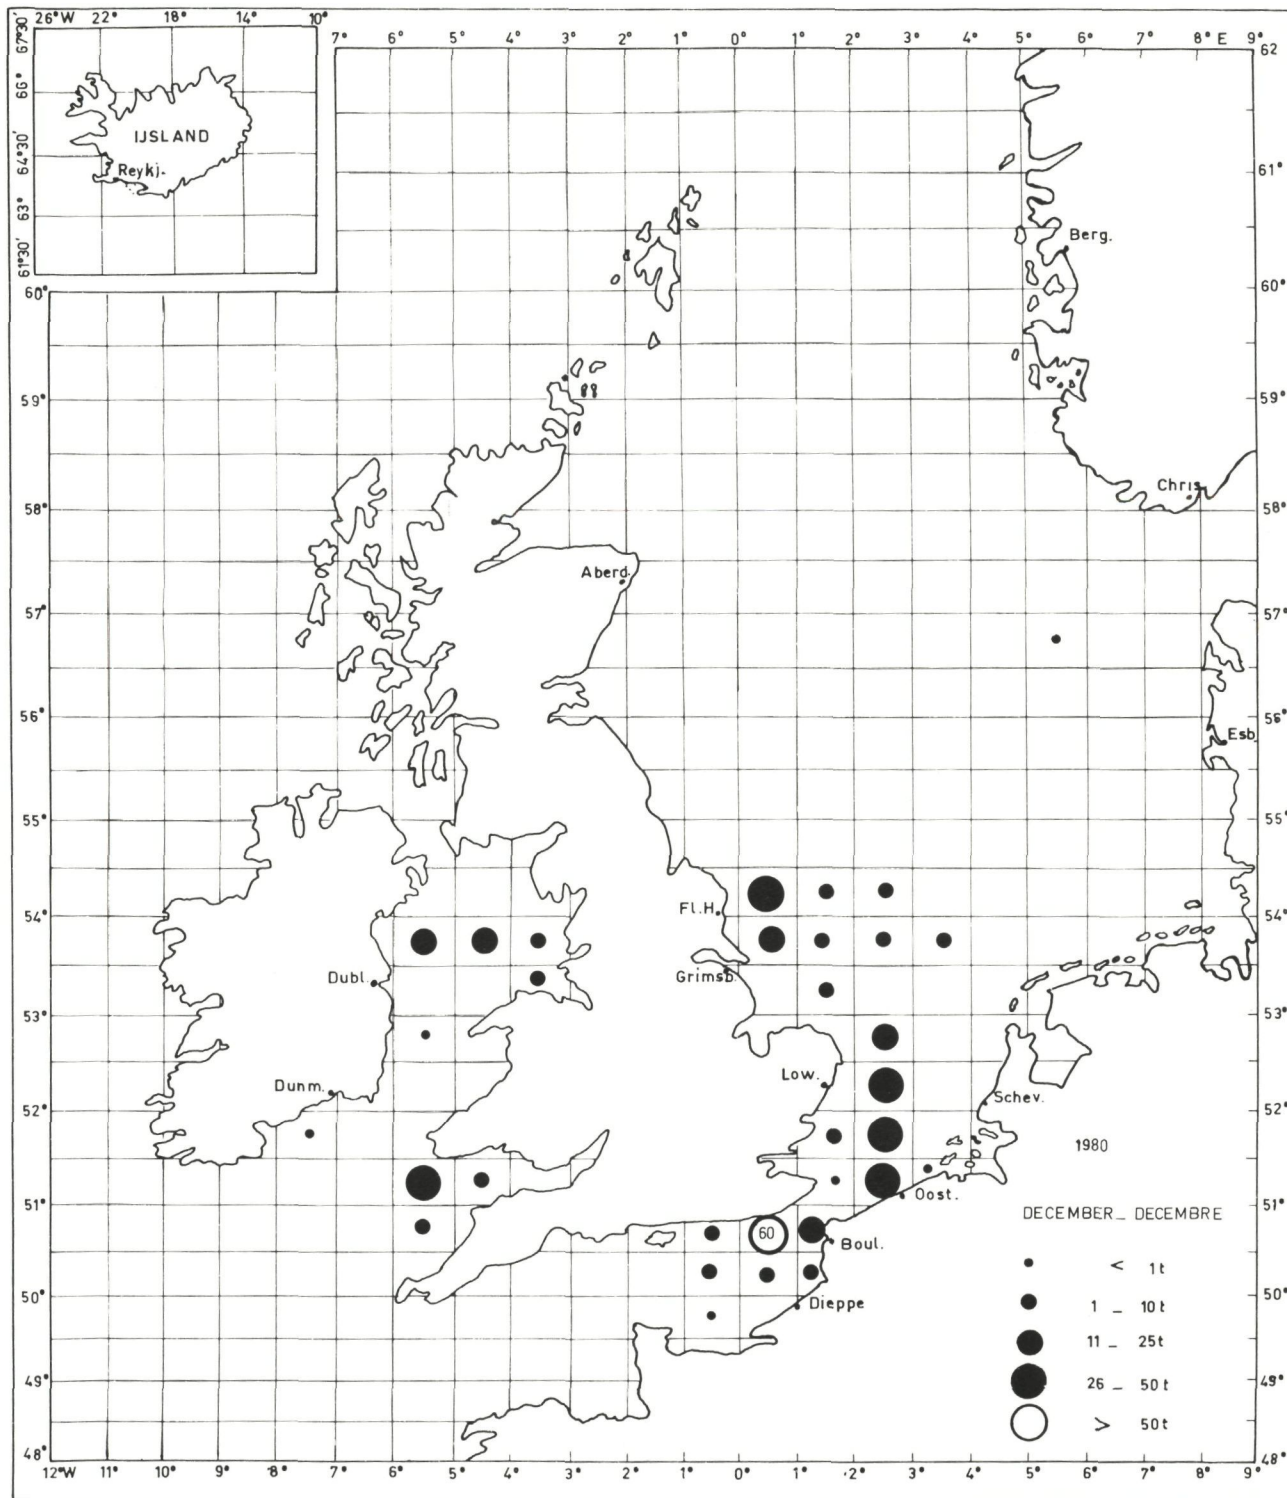 26°W 22° 18° 14° 10°
67°30'
66°
64°30'
63°
61°30'
IJSLAND
Reykj.
7° 6° 5° 4° 3° 2° 1° 0° 1° 2° 3° 4° 5° 6° 7° 8° E 9°
62
61°
60°
59°
58°
57°
56°
55°
54°
53°
52°
51°
50°
49°
48°
60°
59°
58°
57°
56°
55°
54°
53°
52°
51°
50°
49°
48°
Berg.
Chris
Aberd.
Esb
Fl.H.
Grimsb.
Dubl.
Dunm.
Low.
Schev.
Oost.
60
Boul.
Dieppe
1980
DECEMBER_ DECEMBRE
< 1t
1 _ 10t
11 _ 25t
26 _ 50t
> 50t
12°W 11° 10° 9° 8° 7° 6° 5° 4° 3° 2° 1° 0° 1° 2° 3° 4° 5° 6° 7° 8° 9°